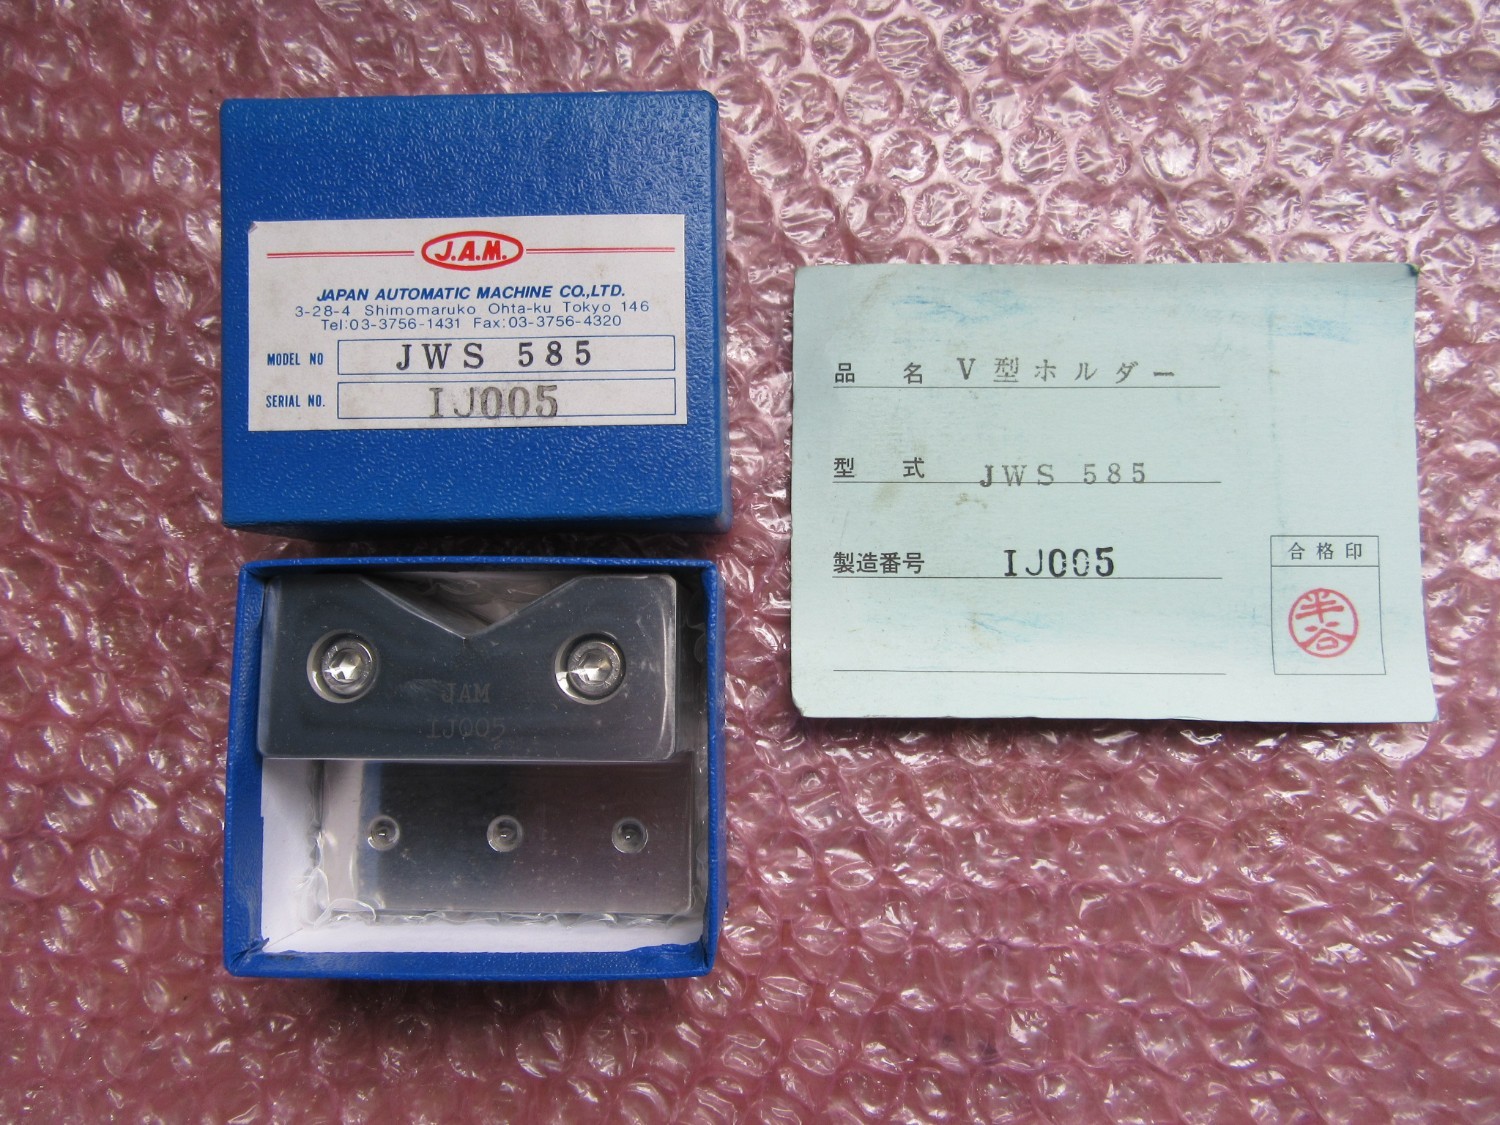 J.A.M.
JAPAN AUTOMATIC MACHINE CO.,LTD.
3-28-4 Shimomaruko Ohta-ku Tokyo 146
Tel:03-3756-1431 Fax:03-3756-4320
MODEL NO JWS 585
SERIAL NO. IJ005
JAM
IJ005
品 名 V型ホルダー
型 式 JWS 585
製造番号 IJ005
合格印
半谷